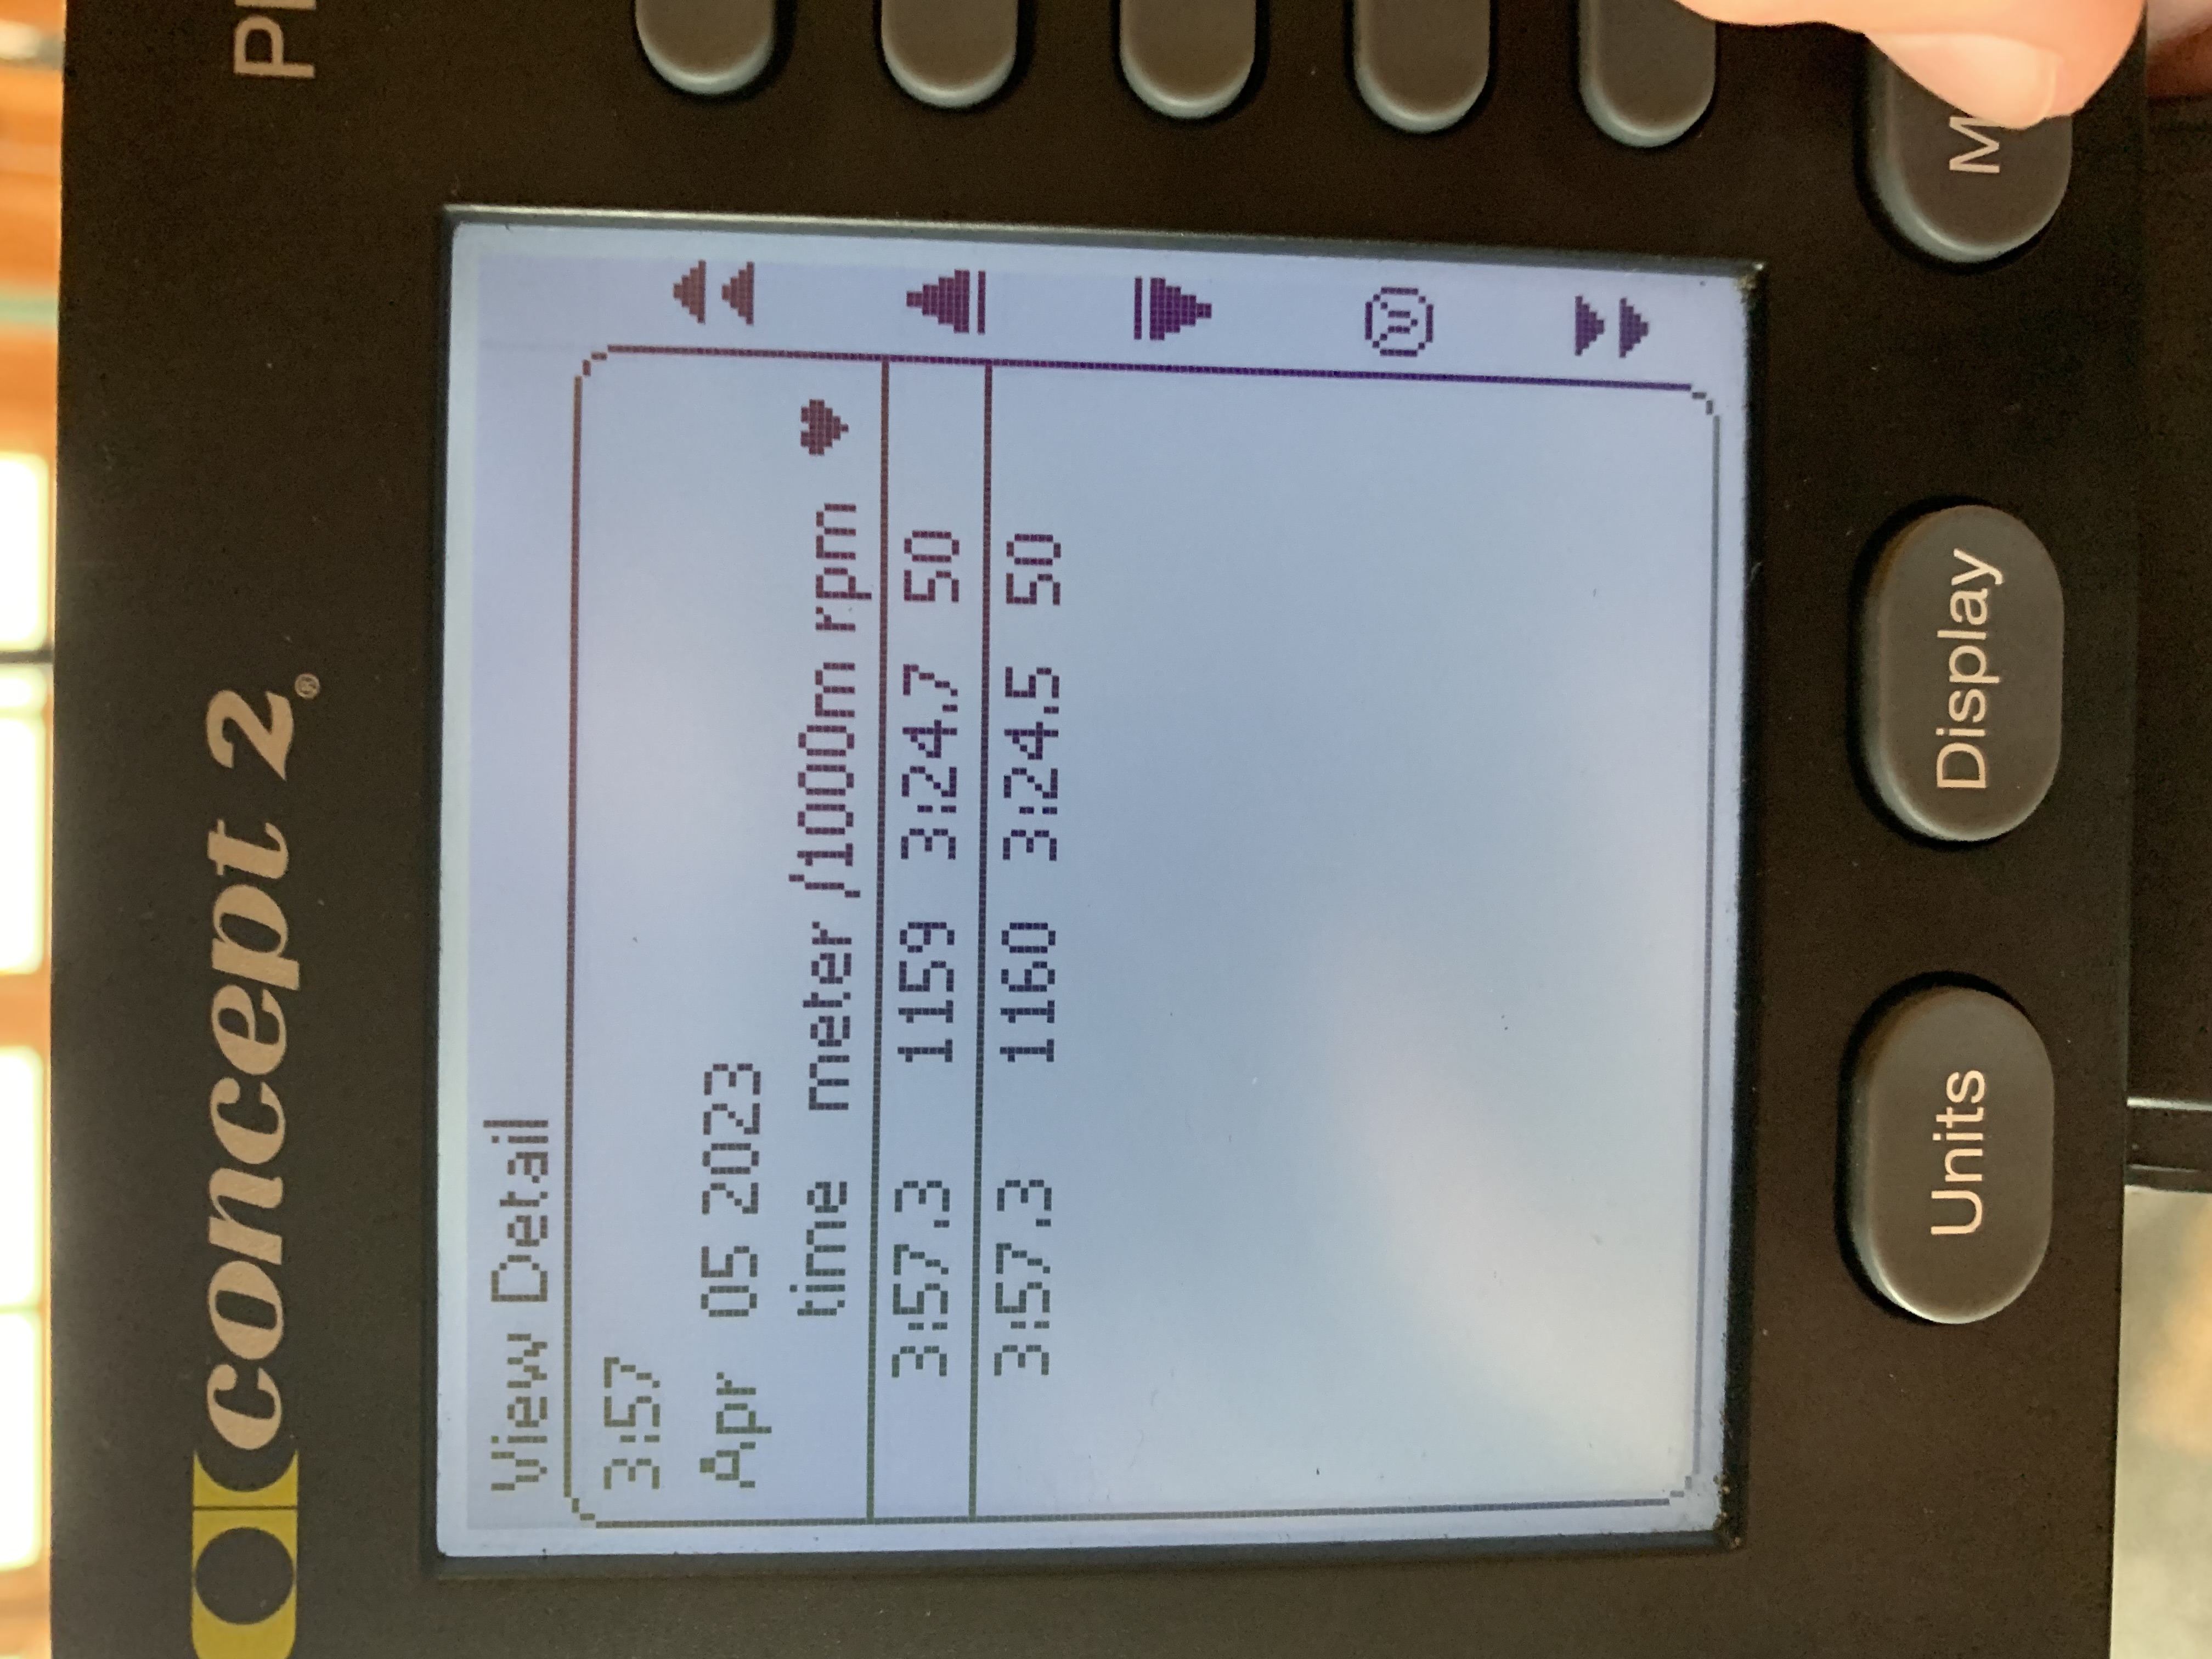 concept 2®
View Detail
3:57
Apr 05 2023
time meter /1000m rpm ♥
3:57.3 1159 3:24.7 50
3:57.3 1160 3:24.5 50
V
Units Display